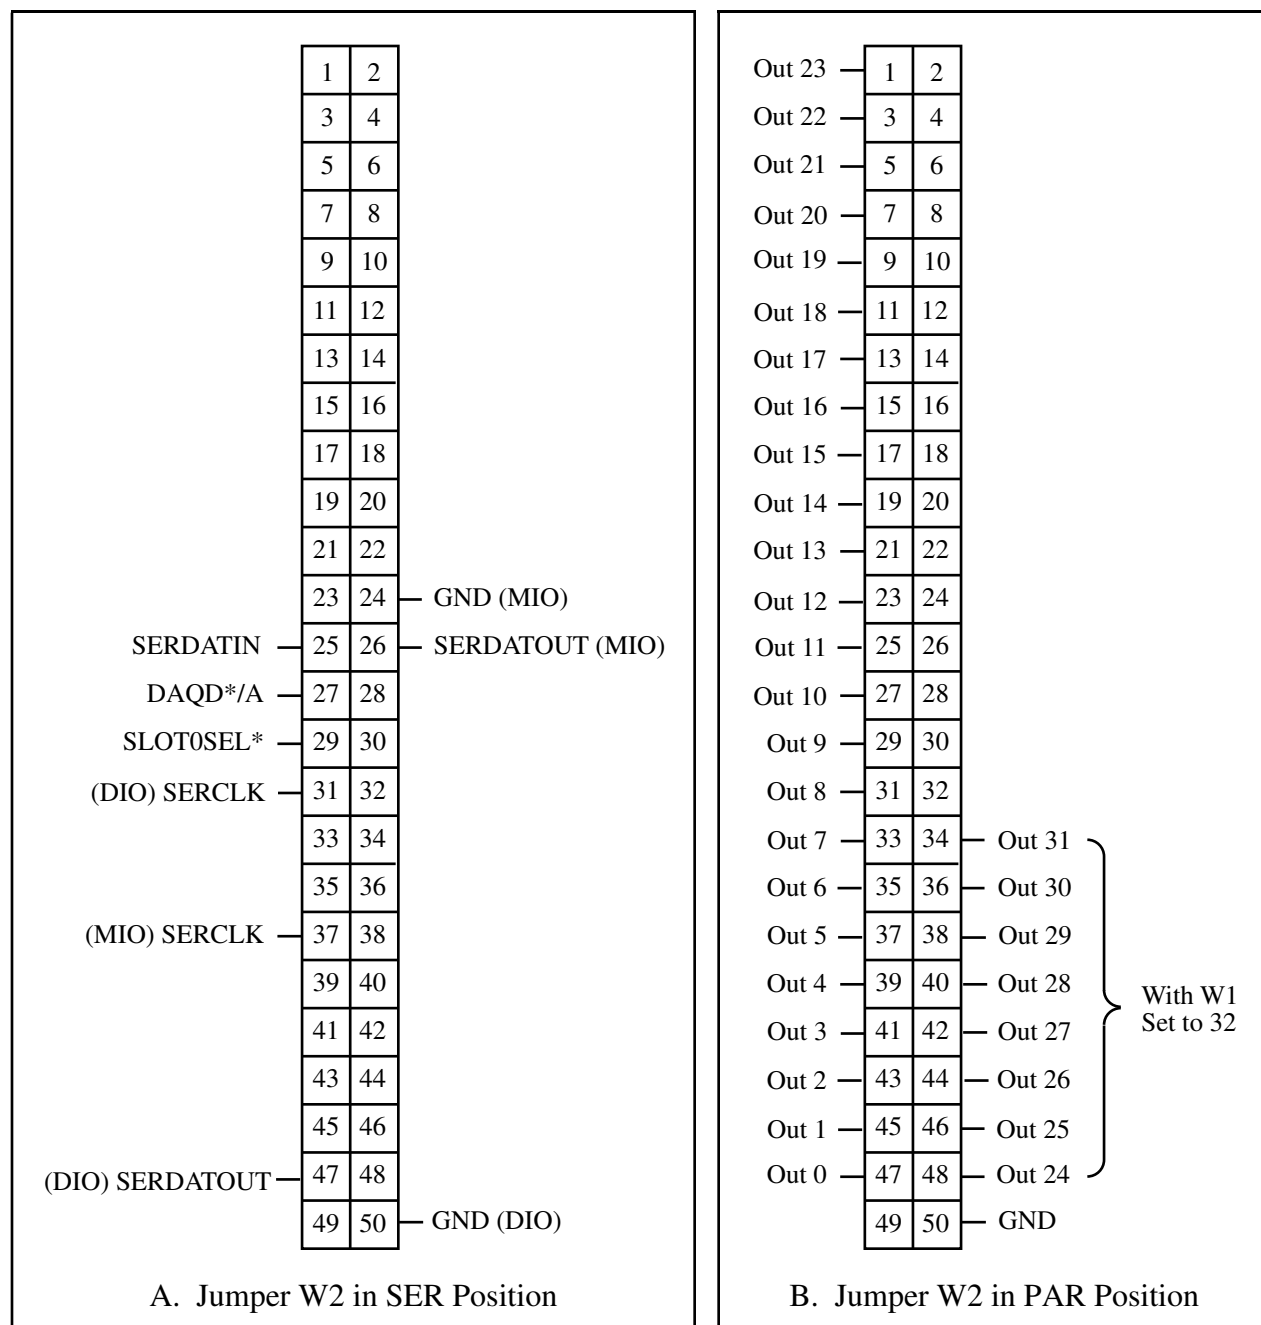 1 2
3 4
5 6
7 8
9 10
11 12
13 14
15 16
17 18
19 20
21 22
23 24 GND (MIO)
SERDATIN 25 26 SERDATOUT (MIO)
DAQD*/A 27 28
SLOT0SEL* 29 30
(DIO) SERCLK 31 32
33 34
35 36
(MIO) SERCLK 37 38
39 40
41 42
43 44
45 46
(DIO) SERDATOUT 47 48
49 50 GND (DIO)
A. Jumper W2 in SER Position
Out 23 1 2
Out 22 3 4
Out 21 5 6
Out 20 7 8
Out 19 9 10
Out 18 11 12
Out 17 13 14
Out 16 15 16
Out 15 17 18
Out 14 19 20
Out 13 21 22
Out 12 23 24
Out 11 25 26
Out 10 27 28
Out 9 29 30
Out 8 31 32
Out 7 33 34 Out 31
Out 6 35 36 Out 30
Out 5 37 38 Out 29
Out 4 39 40 Out 28
Out 3 41 42 Out 27
Out 2 43 44 Out 26
Out 1 45 46 Out 25
Out 0 47 48 Out 24
49 50 GND
With W1
Set to 32
B. Jumper W2 in PAR Position